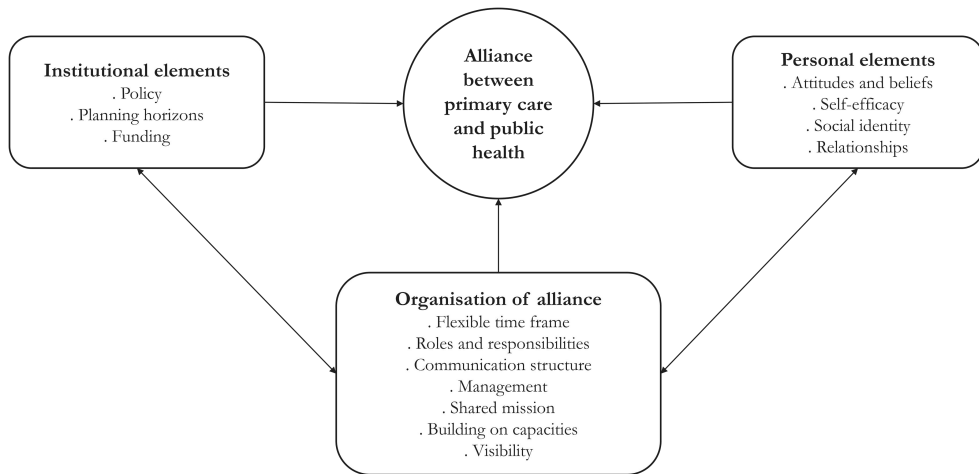 Institutional elements
. Policy
. Planning horizons
. Funding
Alliance
between
primary care
and public
health
Personal elements
. Attitudes and beliefs
. Self-efficacy
. Social identity
. Relationships
Organisation of alliance
. Flexible time frame
. Roles and responsibilities
. Communication structure
. Management
. Shared mission
. Building on capacities
. Visibility